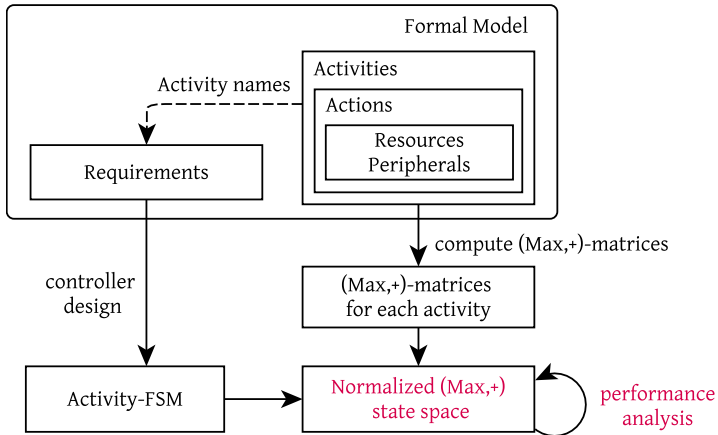 Formal Model
Activities
Activity names
Actions
Resources
Peripherals
Requirements
compute (Max,+)-matrices
controller
design
(Max,+)-matrices
for each activity
Activity-FSM
Normalized (Max,+)
state space
performance
analysis